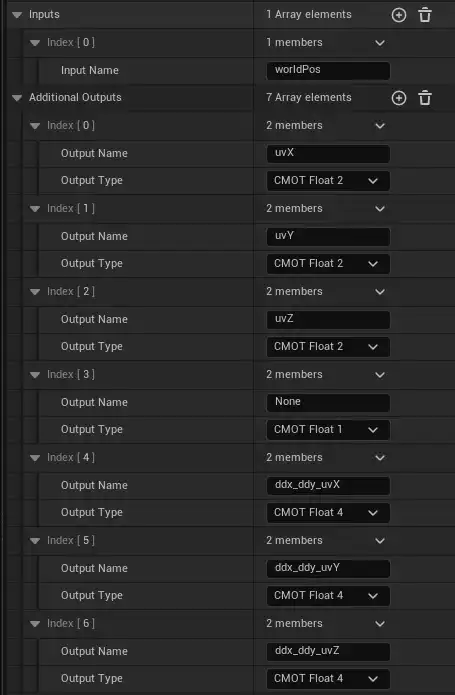 Inputs 1 Array elements
Index [ 0 ] 1 members
Input Name worldPos
Additional Outputs 7 Array elements
Index [ 0 ] 2 members
Output Name uvX
Output Type CMOT Float 2
Index [ 1 ] 2 members
Output Name uvY
Output Type CMOT Float 2
Index [ 2 ] 2 members
Output Name uvZ
Output Type CMOT Float 2
Index [ 3 ] 2 members
Output Name None
Output Type CMOT Float 1
Index [ 4 ] 2 members
Output Name ddx_ddy_uvX
Output Type CMOT Float 4
Index [ 5 ] 2 members
Output Name ddx_ddy_uvY
Output Type CMOT Float 4
Index [ 6 ] 2 members
Output Name ddx_ddy_uvZ
Output Type CMOT Float 4